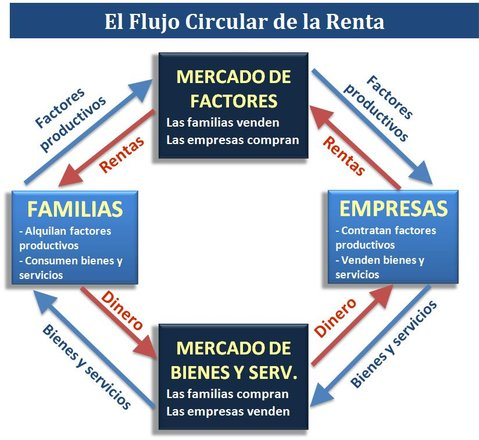 El Flujo Circular de la Renta
MERCADO DE
FACTORES
Las familias venden
Las empresas compran
Factores
productivos
Rentas
Factores
productivos
Rentas
FAMILIAS
- Alquilan factores
productivos
- Consumen bienes y
servicios
EMPRESAS
- Contratan factores
productivos
- Venden bienes y
servicios
Dinero
Bienes y servicios
Dinero
Bienes y servicios
MERCADO DE
BIENES Y SERV.
Las familias compran
Las empresas venden